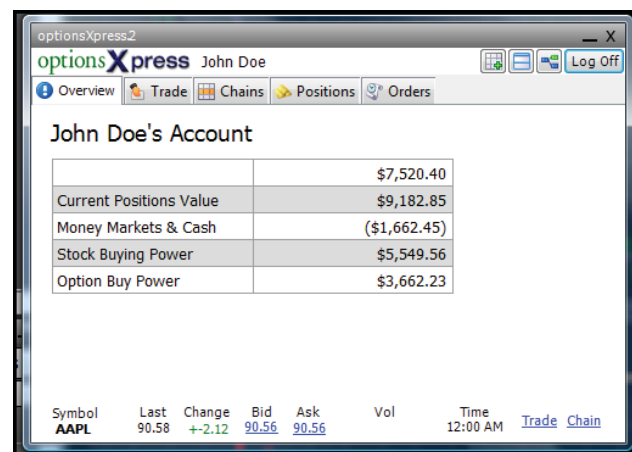 optionsXpress2 _ X
optionsXpress John Doe Log Off
Overview Trade Chains Positions Orders
John Doe's Account
$7,520.40
Current Positions Value $9,182.85
Money Markets & Cash ($1,662.45)
Stock Buying Power $5,549.56
Option Buy Power $3,662.23
Symbol Last Change Bid Ask Vol Time
AAPL 90.58 +-2.12 90.56 90.56 12:00 AM Trade Chain